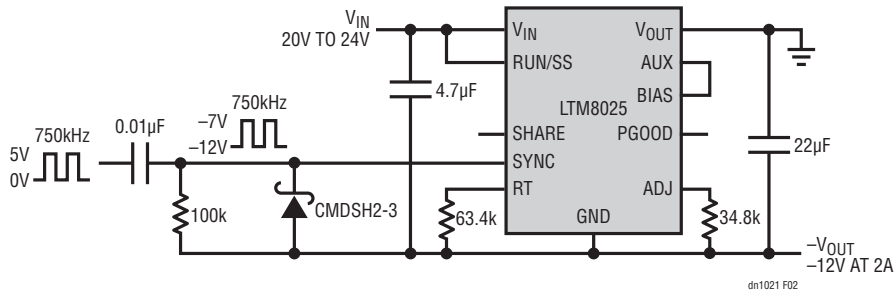 VIN
20V TO 24V
VIN
VOUT
RUN/SS
AUX
4.7µF
BIAS
LTM8025
750kHz
0.01µF
750kHz
–7V
–12V
SHARE
PGOOD
5V
0V
22µF
SYNC
RT
ADJ
100k
CMDSH2-3
63.4k
GND
34.8k
–VOUT
–12V AT 2A
dn1021 F02